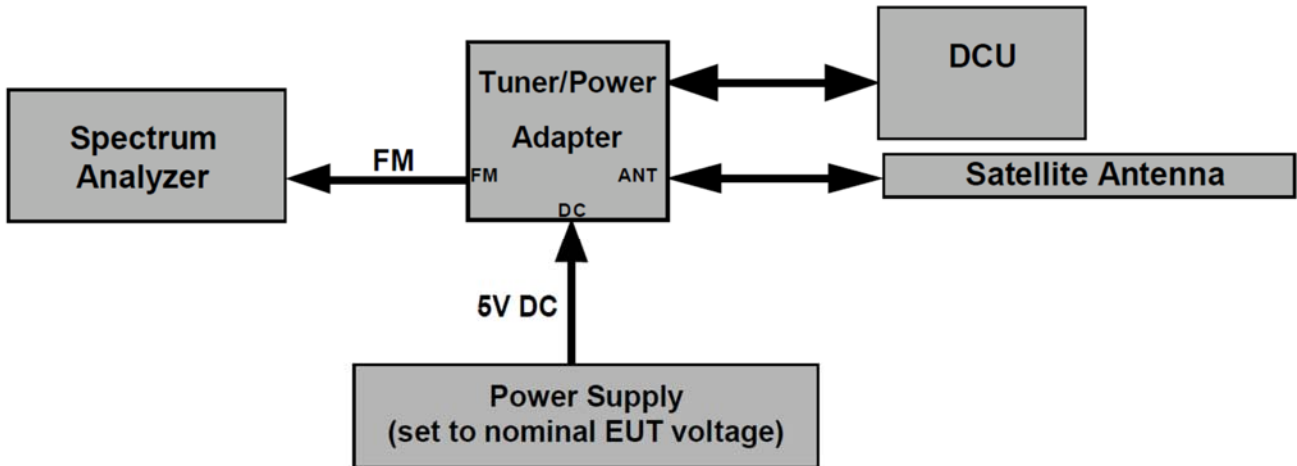 DCU
Tuner/Power
Adapter
Spectrum
Analyzer
FM
FM
ANT
Satellite Antenna
DC
5V DC
Power Supply
(set to nominal EUT voltage)